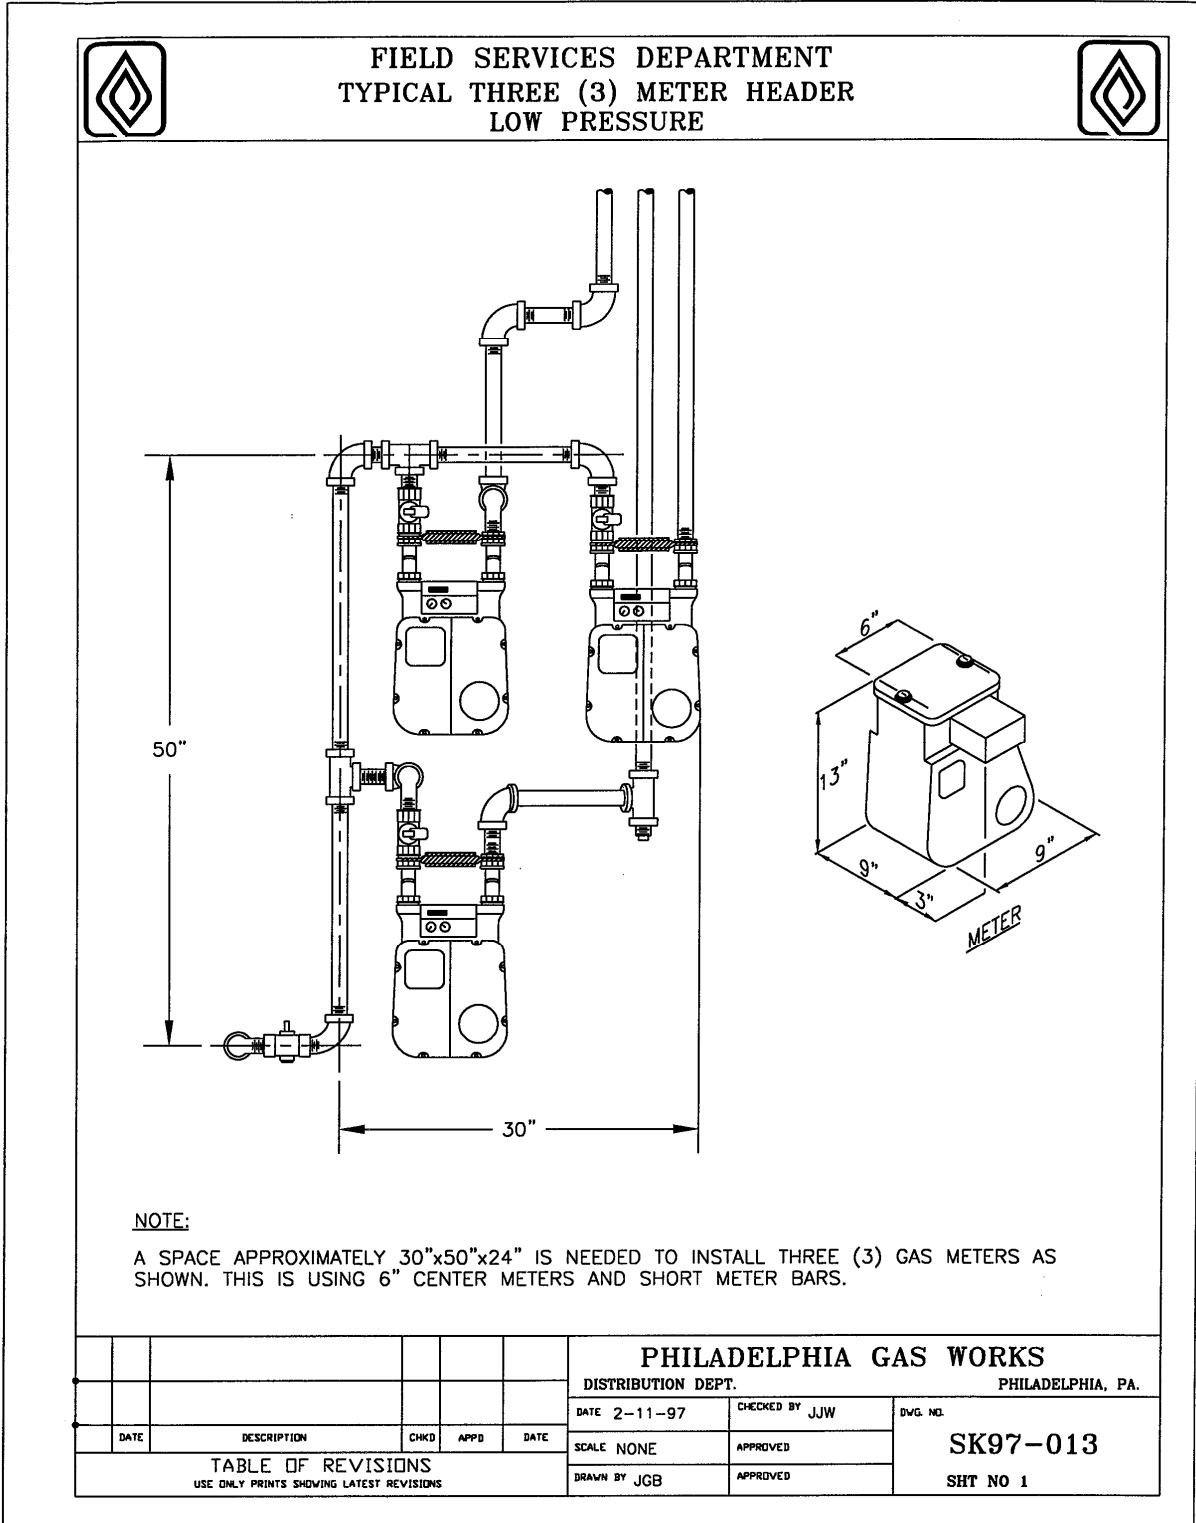 FIELD SERVICES DEPARTMENT
TYPICAL THREE (3) METER HEADER
LOW PRESSURE
6"
50"
13"
9"
9"
3"
METER
30"
NOTE:
A SPACE APPROXIMATELY 30"x50"x24" IS NEEDED TO INSTALL THREE (3) GAS METERS AS
SHOWN. THIS IS USING 6" CENTER METERS AND SHORT METER BARS.
PHILADELPHIA GAS WORKS
DISTRIBUTION DEPT. PHILADELPHIA, PA.
DATE 2-11-97 CHECKED BY JJW DWG. NO.
DATE DESCRIPTION CHKD APPD DATE
SCALE NONE APPROVED SK97-013
TABLE OF REVISIONS
USE ONLY PRINTS SHOWING LATEST REVISIONS
DRAWN BY JGB APPROVED SHT NO 1